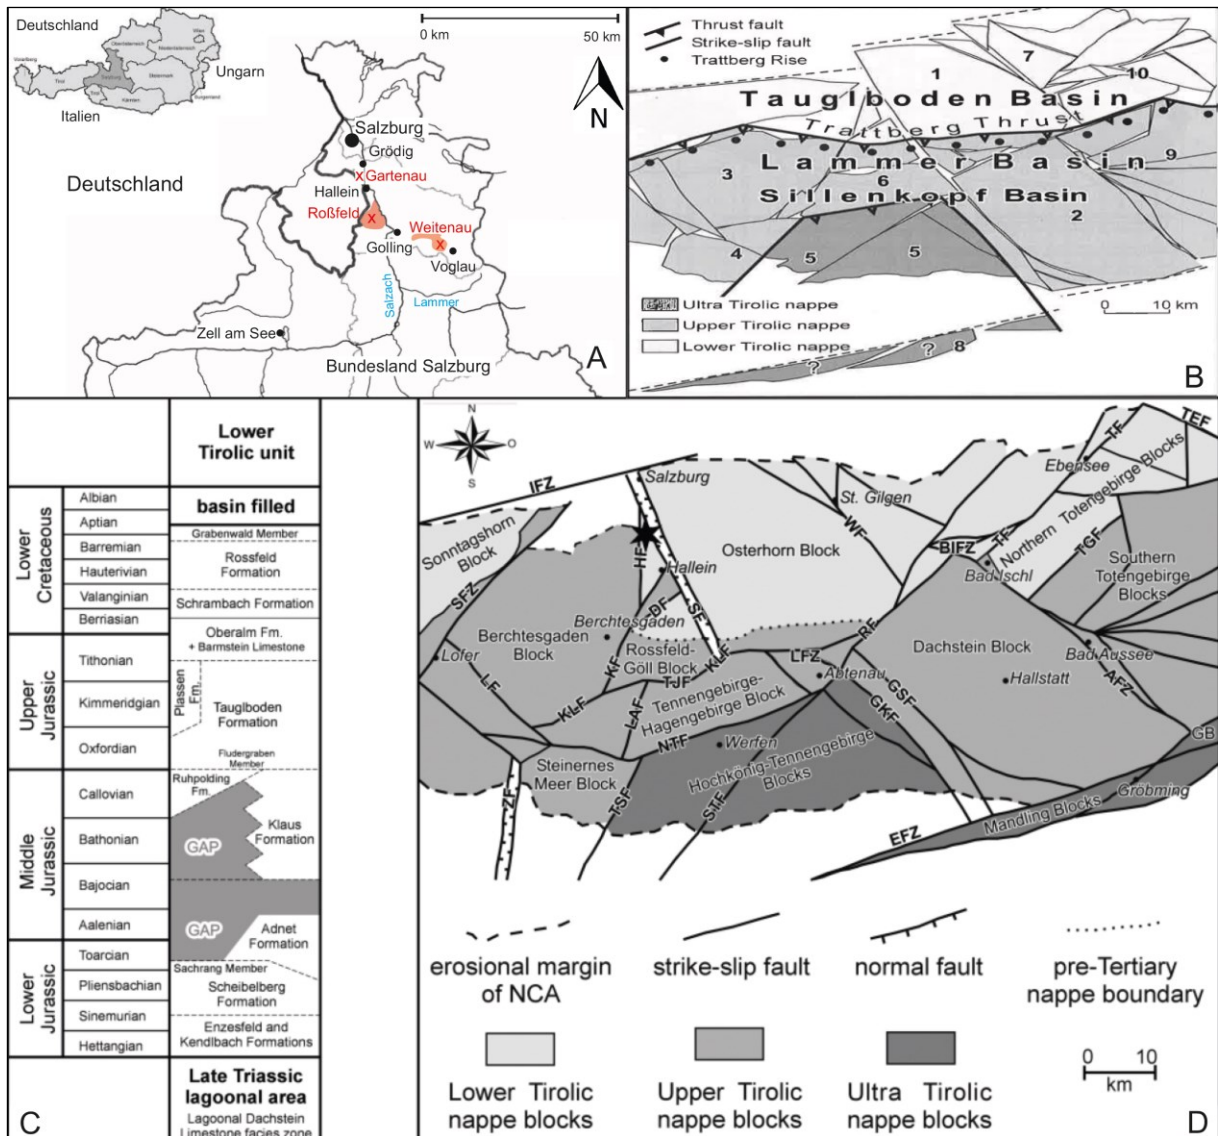 Deutschland
Oberösterreich
Niederösterreich
Wien
Vorarlberg
Tirol
Salzburg
Steiermark
Burgenland
Tirol
Kärnten
Ungarn
Italien
0 km
50 km
N
Salzburg
Grödig
x Gartenau
Hallein
Deutschland
Roßfeld
x
Weitenau
x
Golling
Voglau
Salzach
Lammer
Zell am See
Bundesland Salzburg
A
Thrust fault
Strike-slip fault
Trattberg Rise
7
1
10
Tauglboden Basin
Trattberg Thrust
Lammer Basin
9
3
6
Sillenkopf Basin
2
4
5
5
Ultra Tirolic nappe
Upper Tirolic nappe
Lower Tirolic nappe
0 10 km
?
?
8
B
Lower
Tirolic unit
basin filled
Lower
Cretaceous
Albian
Aptian
Barremian
Hauterivian
Valanginian
Berriasian
Grabenwald Member
Rossfeld
Formation
Schrambach Formation
Oberalm Fm.
+ Barmstein Limestone
Upper
Jurassic
Tithonian
Kimmeridgian
Oxfordian
Plassen
Fm.
Tauglboden
Formation
Fludergraben
Member
Middle
Jurassic
Callovian
Bathonian
Bajocian
Aalenian
Ruhpolding
Fm.
Klaus
Formation
GAP
GAP
Adnet
Formation
Lower
Jurassic
Toarcian
Pliensbachian
Sinemurian
Hettangian
Sachrang Member
Scheibelberg
Formation
Enzesfeld and
Kendlbach Formations
Late Triassic
lagoonal area
Lagoonal Dachstein
Limestone facies zone
C
N
W
O
S
IFZ
Salzburg
St. Gilgen
Ebensee
TF
TEF
Sonntagshorn
Block
HF
Osterhorn Block
WF
BIFZ
TF
Northern Totengebirge Blocks
TGF
Southern
Totengebirge
Blocks
Bad Ischl
Hallein
SFZ
DF
SF
Berchtesgaden
Berchtesgaden
Block
Rossfeld-
Göll Block
KF
KLF
RF
LFZ
Dachstein Block
Bad Aussee
Lofer
LF
KLF
TJF
LAF
Tennengebirge-
Hagengebirge Block
Abtenau
GSF
GKF
Hallstatt
AFZ
NTF
Werfen
Steinernes
Meer Block
Hochkönig-Tennengebirge
Blocks
GB
Gröbming
ZF
TSF
STF
EFZ
Mandling Blocks
erosional margin
of NCA
strike-slip fault
normal fault
pre-Tertiary
nappe boundary
Lower Tirolic
nappe blocks
Upper Tirolic
nappe blocks
Ultra Tirolic
nappe blocks
0 10
km
D